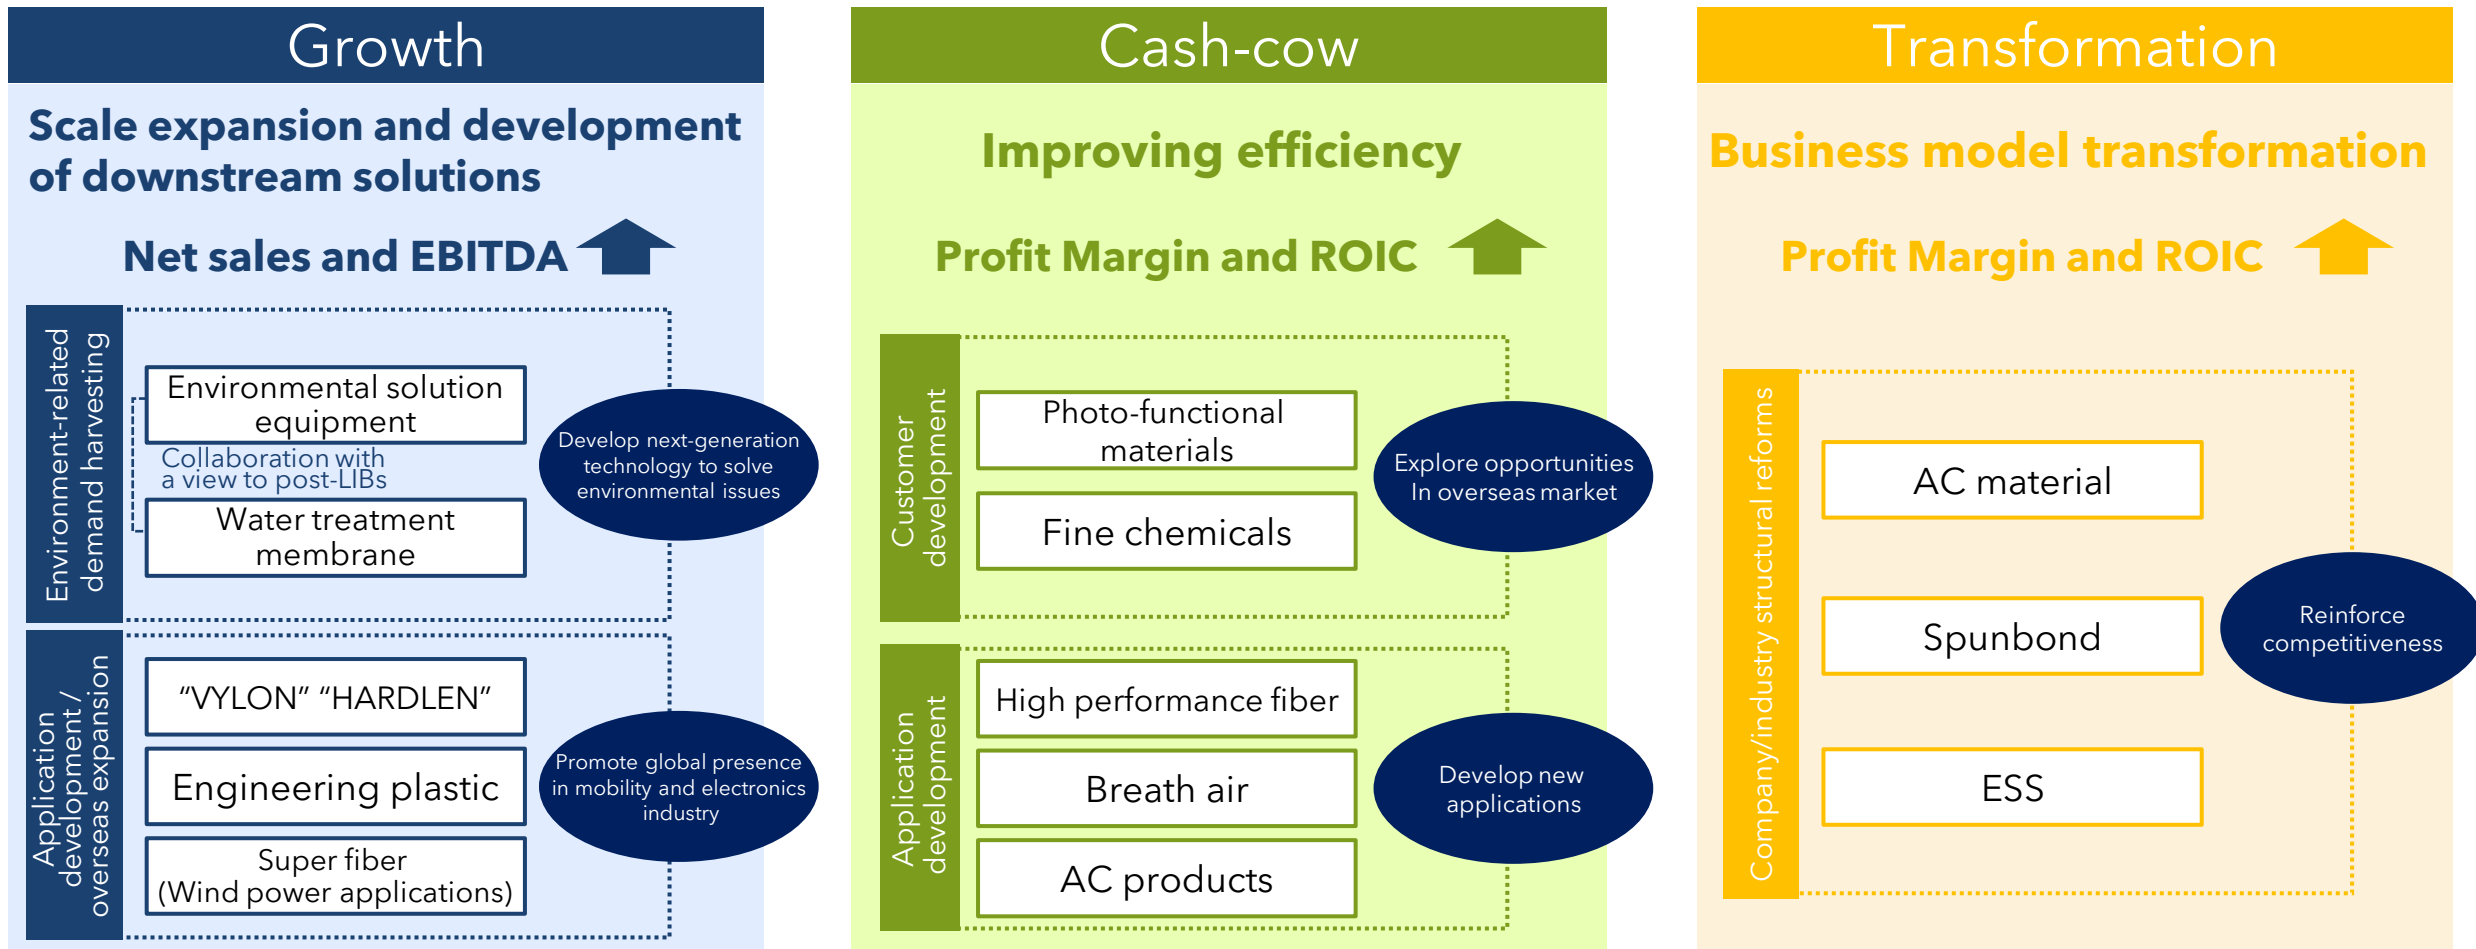 Growth
Scale expansion and development
of downstream solutions
Net sales and EBITDA
Environment-related
demand harvesting
Environmental solution
equipment
Collaboration with
a view to post-LIBs
Water treatment
membrane
Develop next-generation
technology to solve
environmental issues
Application
development /
overseas expansion
“VYLON” “HARDLEN”
Engineering plastic
Super fiber
(Wind power applications)
Promote global presence
in mobility and electronics
industry
Cash-cow
Improving efficiency
Profit Margin and ROIC
Customer
development
Photo-functional
materials
Fine chemicals
Explore opportunities
In overseas market
Application
development
High performance fiber
Breath air
AC products
Develop new
applications
Transformation
Business model transformation
Profit Margin and ROIC
Company/industry structural reforms
AC material
Spunbond
ESS
Reinforce
competitiveness